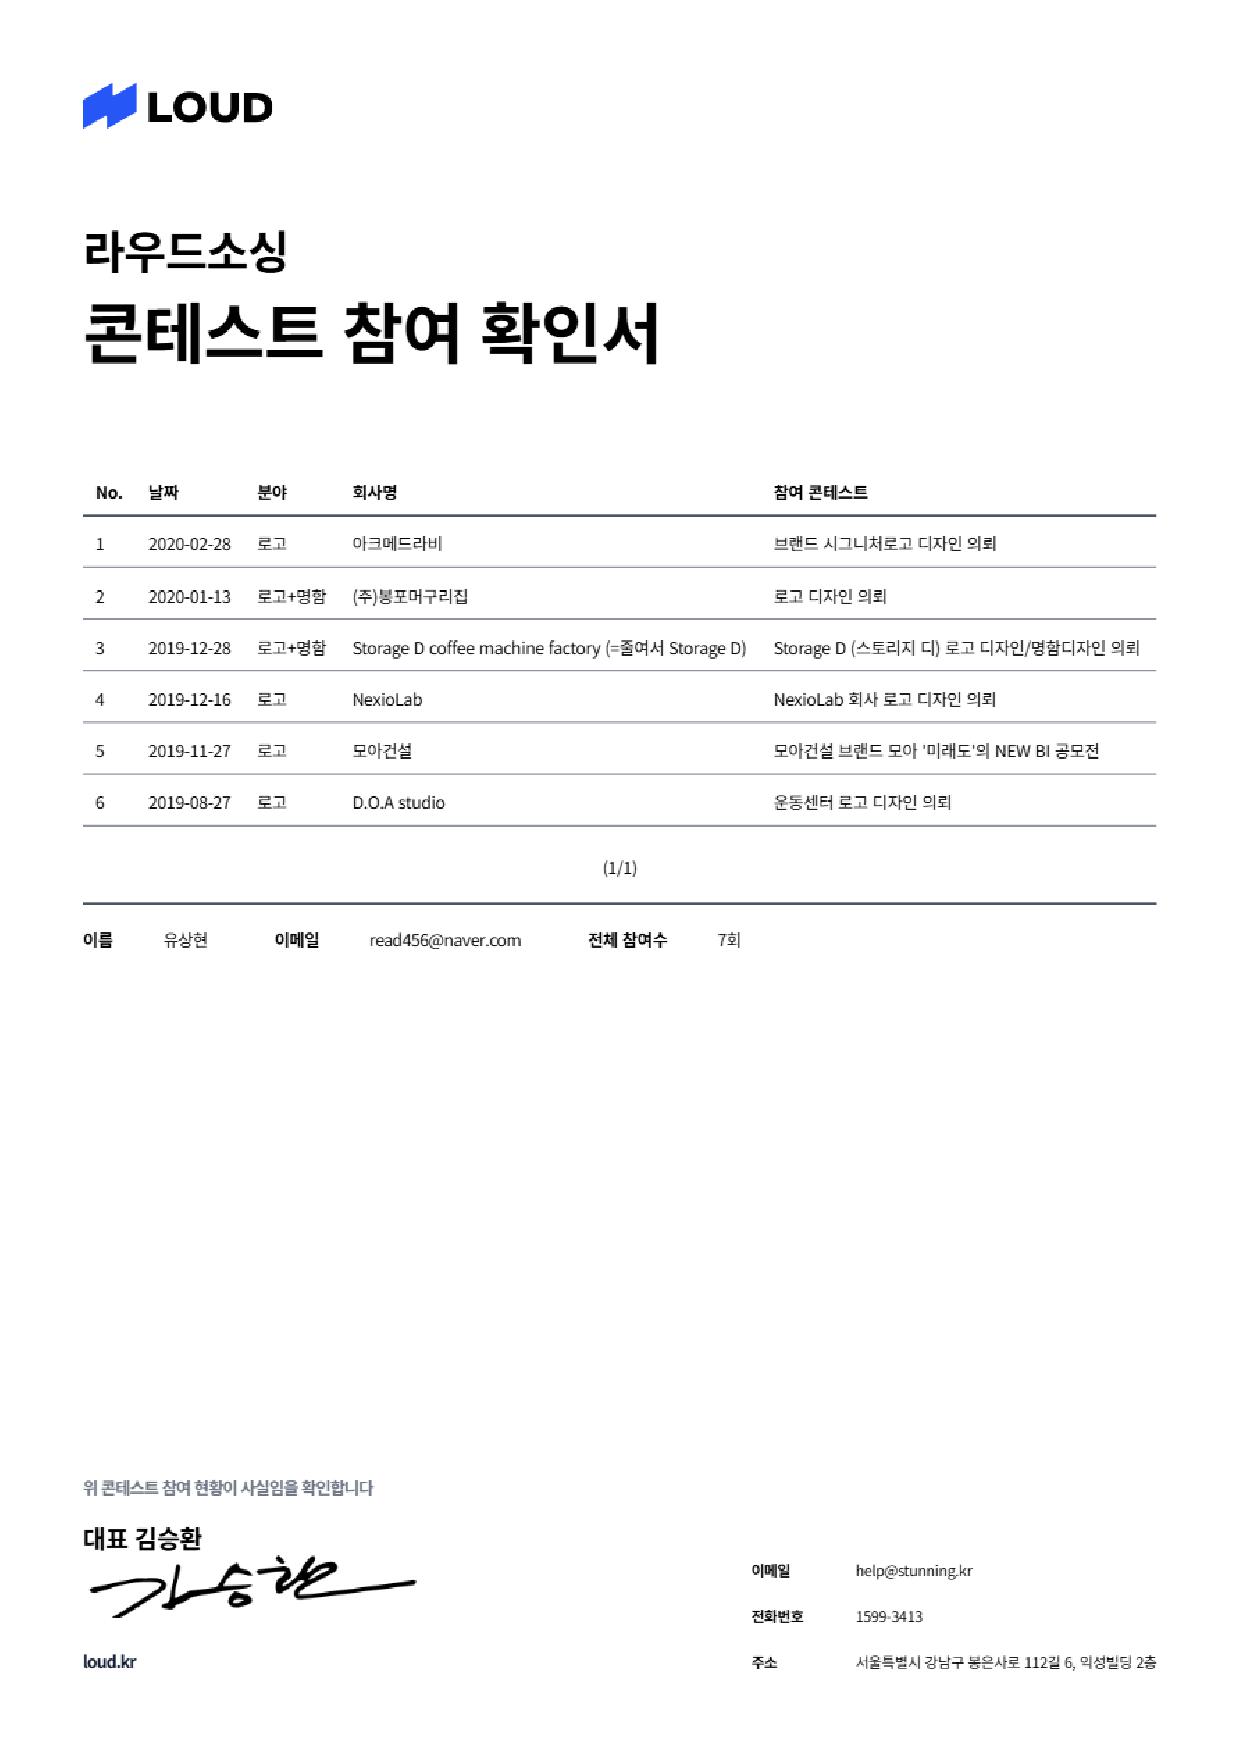 LOUD
라우드소싱
콘테스트 참여 확인서
No. 날짜 분야 회사명 참여 콘테스트
1 2020-02-28 로고 아크메드라비 브랜드 시그니처로고 디자인 의뢰
2 2020-01-13 로고+명함 (주)봉포머구리집 로고 디자인 의뢰
3 2019-12-28 로고+명함 Storage D coffee machine factory (=줄여서 Storage D) Storage D (스토리지 디) 로고 디자인/명함디자인 의뢰
4 2019-12-16 로고 NexioLab NexioLab 회사 로고 디자인 의뢰
5 2019-11-27 로고 모아건설 모아건설 브랜드 모아 '미래도'의 NEW BI 공모전
6 2019-08-27 로고 D.O.A studio 운동센터 로고 디자인 의뢰
(1/1)
이름 유상현 이메일 read456@naver.com 전체 참여수 7회
위 콘테스트 참여 현황이 사실임을 확인합니다
대표 김승환
김승환
이메일 help@stunning.kr
전화번호 1599-3413
loud.kr
주소 서울특별시 강남구 봉은사로 112길 6, 익성빌딩 2층